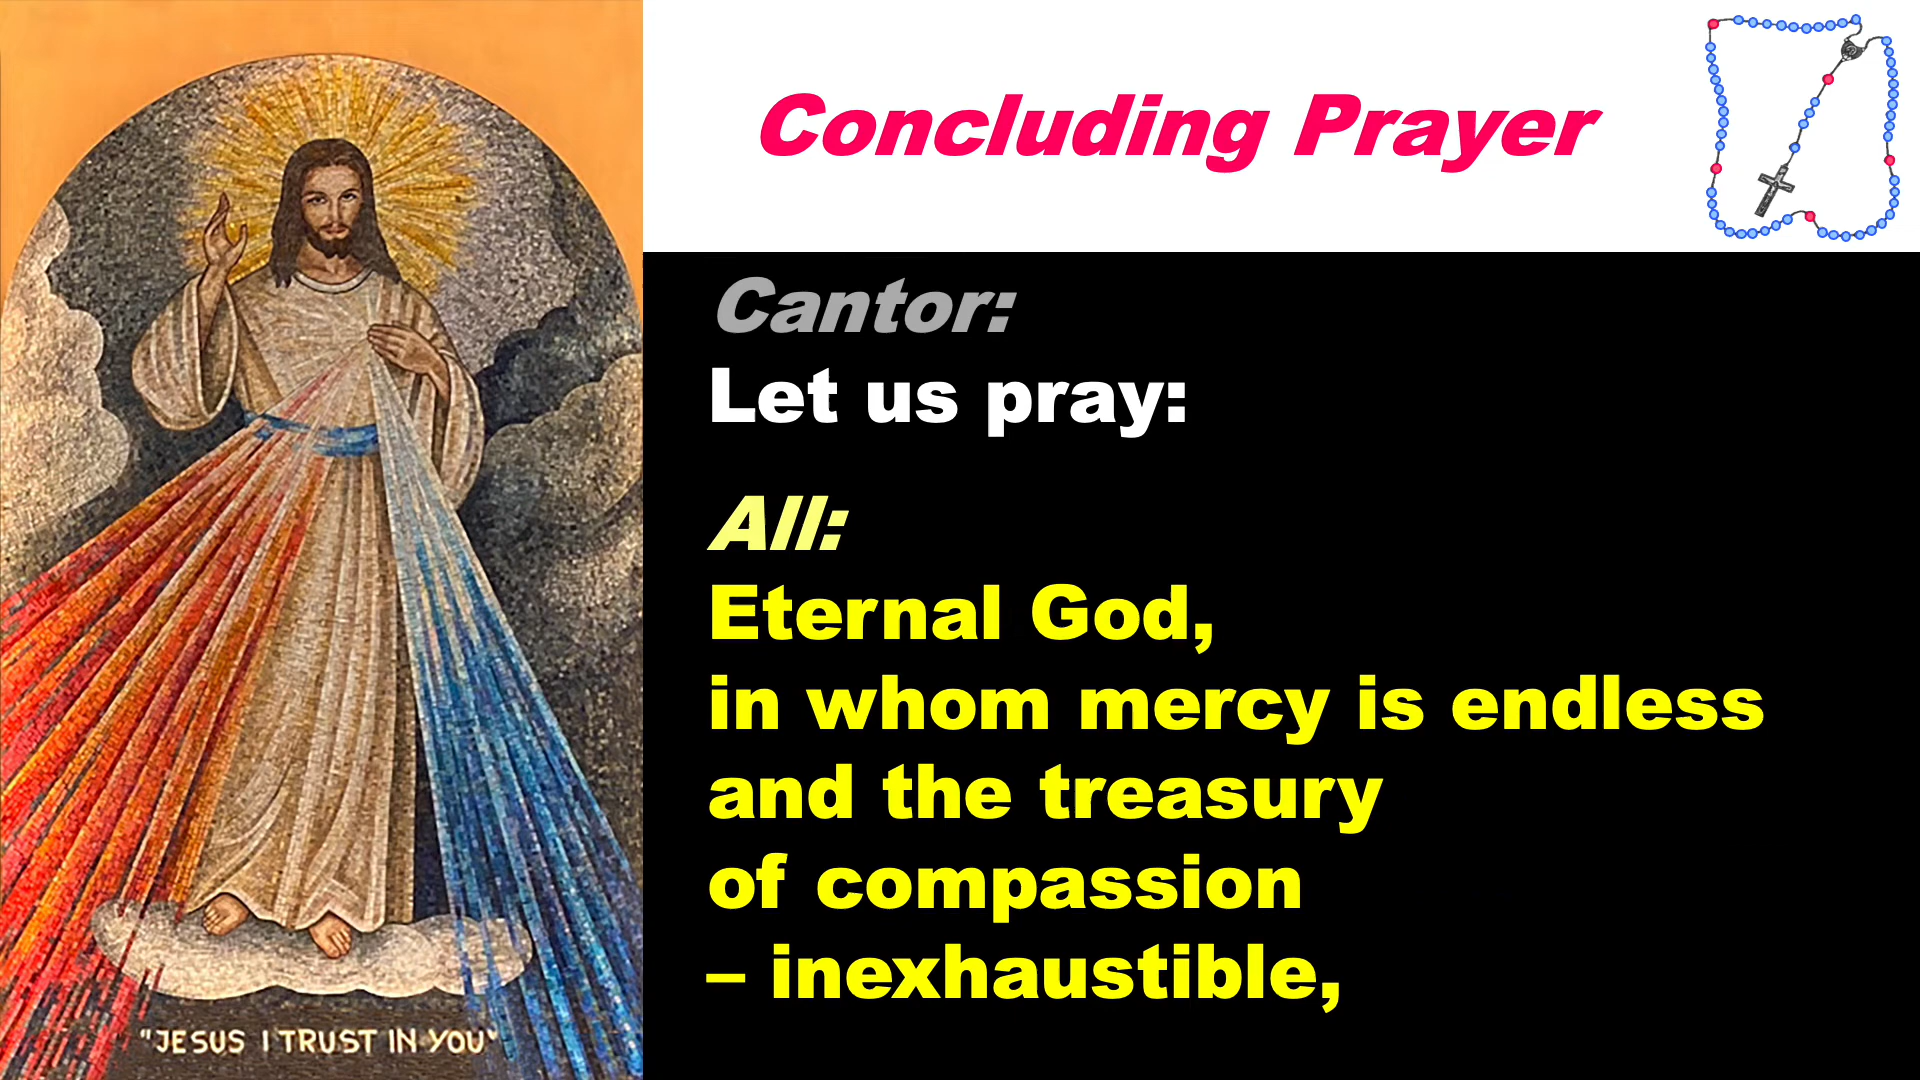 Concluding Prayer
Cantor:
Let us pray:
All:
Eternal God,
in whom mercy is endless
and the treasury
of compassion
– inexhaustible,
"JESUS I TRUST IN YOU"